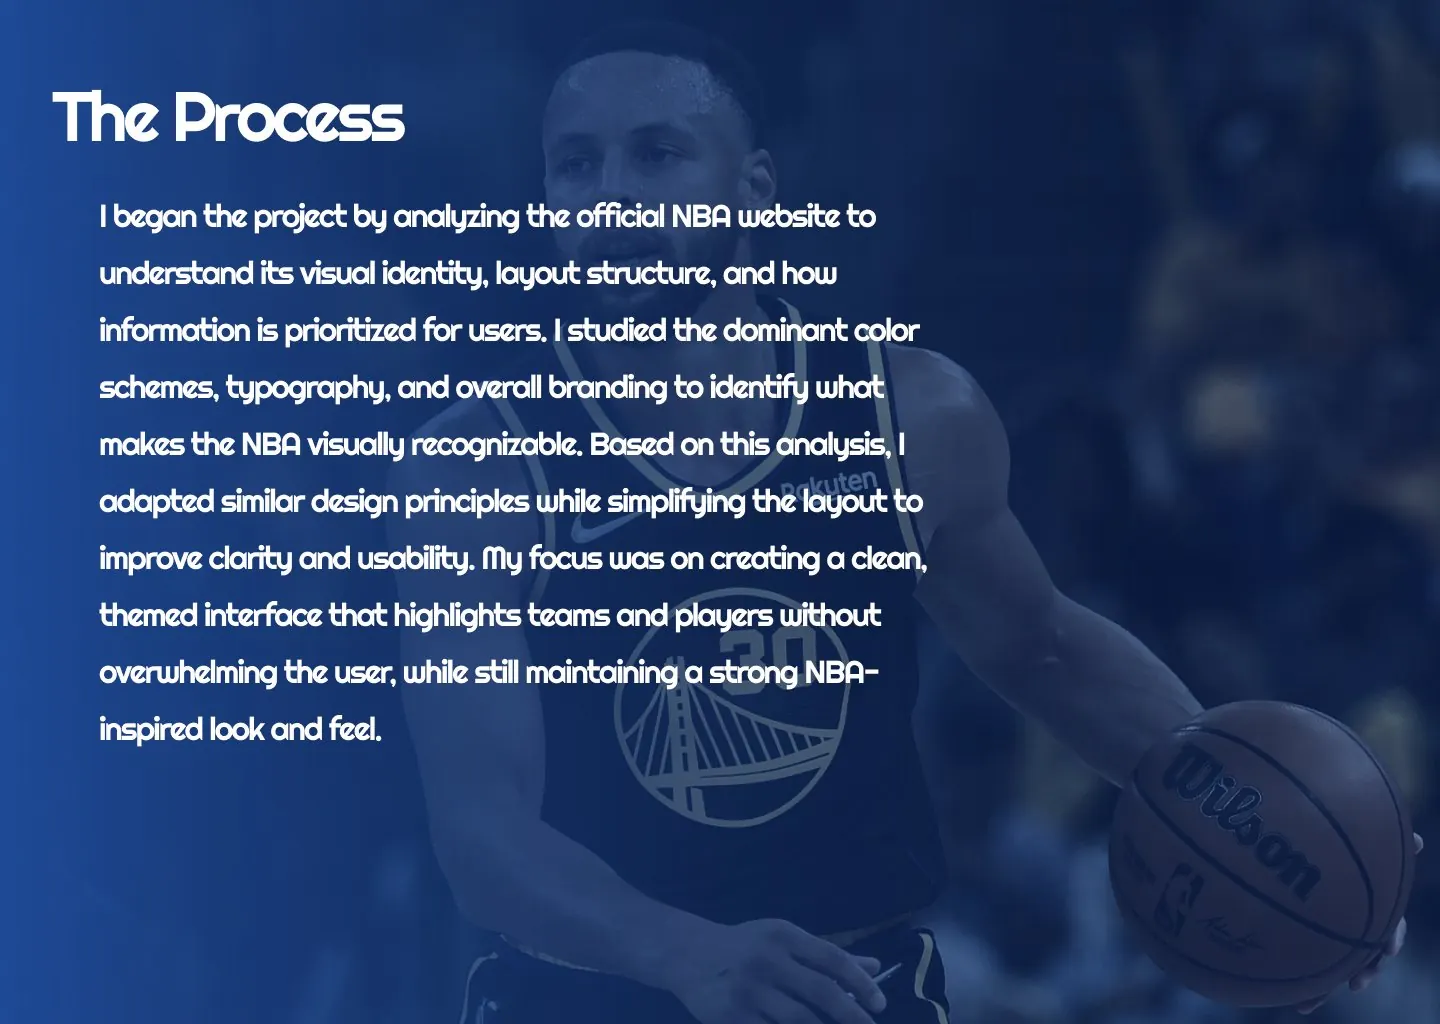 The Process
I began the project by analyzing the official NBA website to
understand its visual identity, layout structure, and how
information is prioritized for users. I studied the dominant color
schemes, typography, and overall branding to identify what
makes the NBA visually recognizable. Based on this analysis, I
Rakuten
adapted similar design principles while simplifying the layout to
improve clarity and usability. My focus was on creating a clean,
themed interface that highlights teams and players without
30
overwhelming the user, while still maintaining a strong NBA-
inspired look and feel.
Wilson